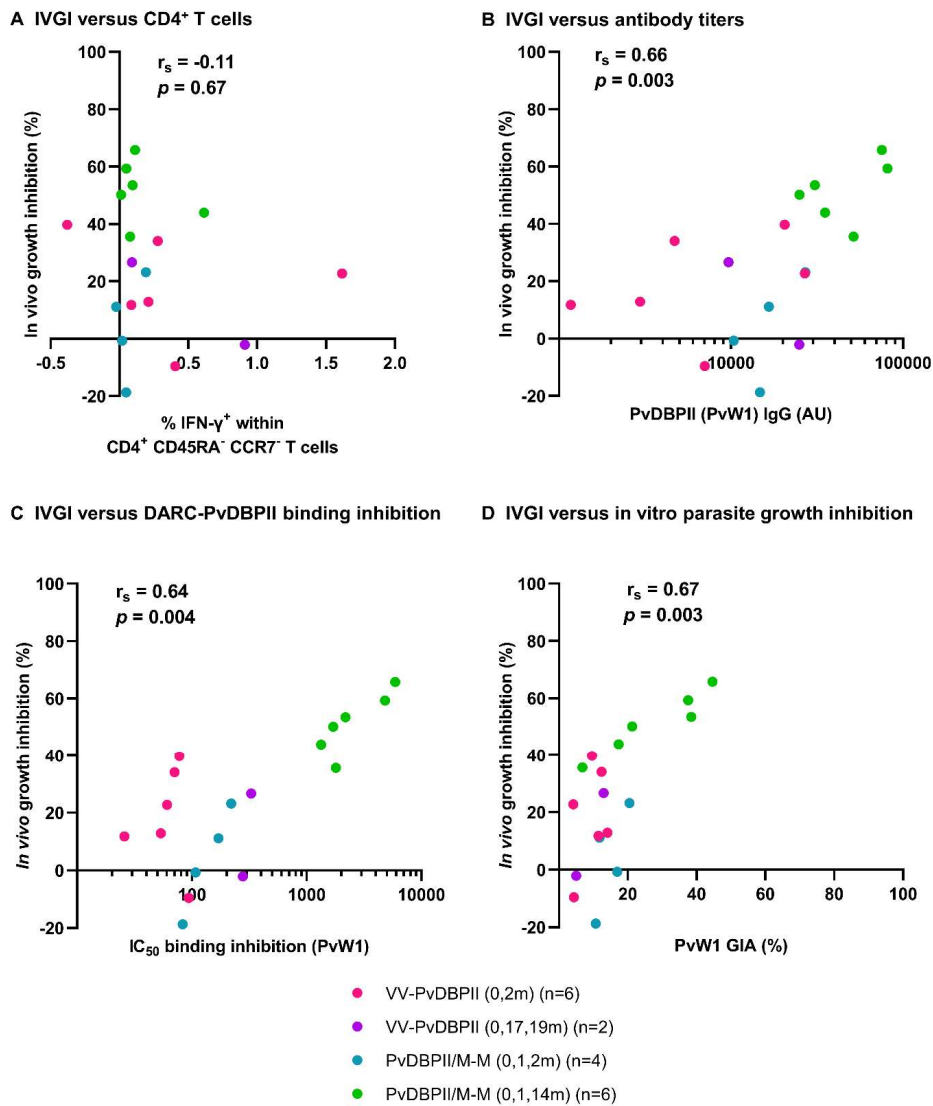 A IVGI versus CD4⁺ T cells
rₛ = -0.11
p = 0.67
In vivo growth inhibition (%)
100
80
60
40
20
0
-20
-0.5
0.5
1.0
1.5
2.0
% IFN-γ⁺ within
CD4⁺ CD45RA⁻ CCR7⁻ T cells
B IVGI versus antibody titers
rₛ = 0.66
p = 0.003
In vivo growth inhibition (%)
100
80
60
40
20
0
-20
10000
100000
PvDBPII (PvW1) IgG (AU)
C IVGI versus DARC-PvDBPII binding inhibition
rₛ = 0.64
p = 0.004
In vivo growth inhibition (%)
100
80
60
40
20
0
-20
100
1000
10000
IC₅₀ binding inhibition (PvW1)
D IVGI versus in vitro parasite growth inhibition
rₛ = 0.67
p = 0.003
In vivo growth inhibition (%)
100
80
60
40
20
0
-20
20
40
60
80
100
PvW1 GIA (%)
VV-PvDBPII (0,2m) (n=6)
VV-PvDBPII (0,17,19m) (n=2)
PvDBPII/M-M (0,1,2m) (n=4)
PvDBPII/M-M (0,1,14m) (n=6)